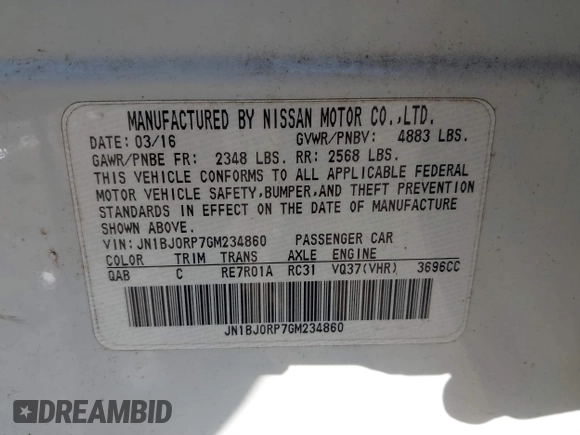 MANUFACTURED BY NISSAN MOTOR CO.,LTD.
DATE: 03/16 GVWR/PNBV: 4883 LBS.
GAWR/PNBE FR: 2348 LBS. RR: 2568 LBS.
THIS VEHICLE CONFORMS TO ALL APPLICABLE FEDERAL
MOTOR VEHICLE SAFETY,BUMPER,AND THEFT PREVENTION
STANDARDS IN EFFECT ON THE DATE OF MANUFACTURE
SHOWN ABOVE.
VIN: JN1BJ0RP7GM234860 PASSENGER CAR
COLOR TRIM TRANS AXLE ENGINE
QAB C RE7R01A RC31 VQ37(VHR) 3696CC
JN1BJ0RP7GM234860
DREAMBID